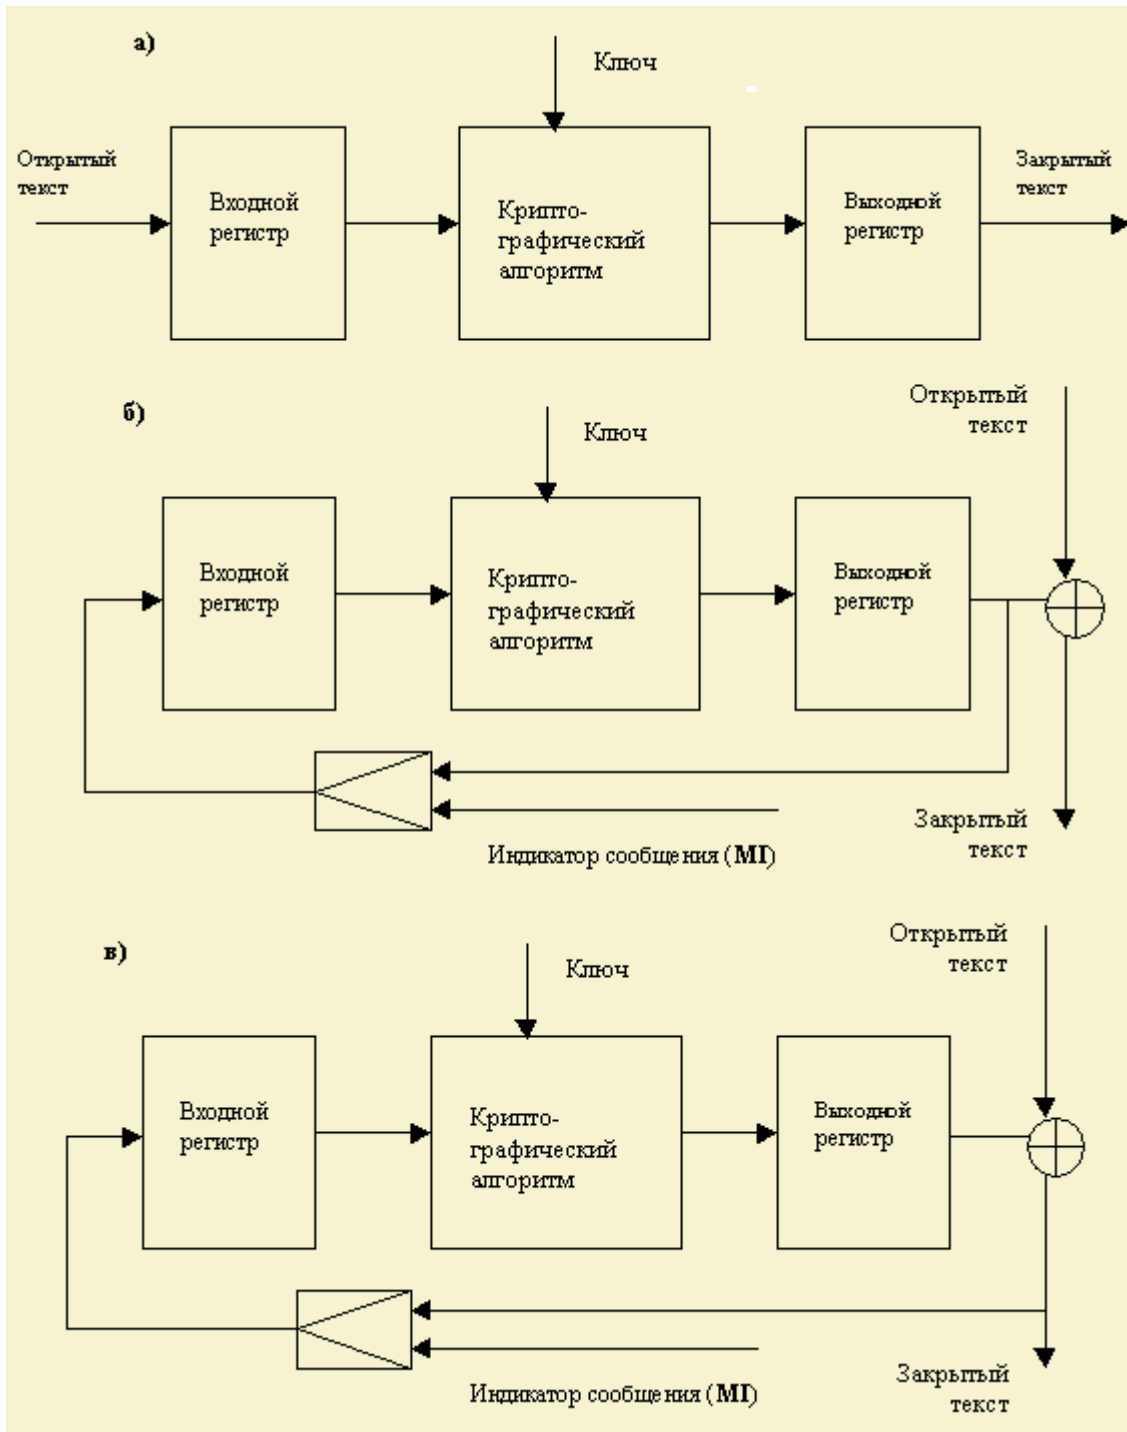 а)
Ключ
Открытый
текст
Входной
регистр
Крипто-
графический
алгоритм
Выходной
регистр
Закрытый
текст
б)
Ключ
Открытый
текст
Входной
регистр
Крипто-
графический
алгоритм
Выходной
регистр
Закрытый
текст
Индикатор сообщения (MI)
в)
Ключ
Открытый
текст
Входной
регистр
Крипто-
графический
алгоритм
Выходной
регистр
Закрытый
текст
Индикатор сообщения (MI)